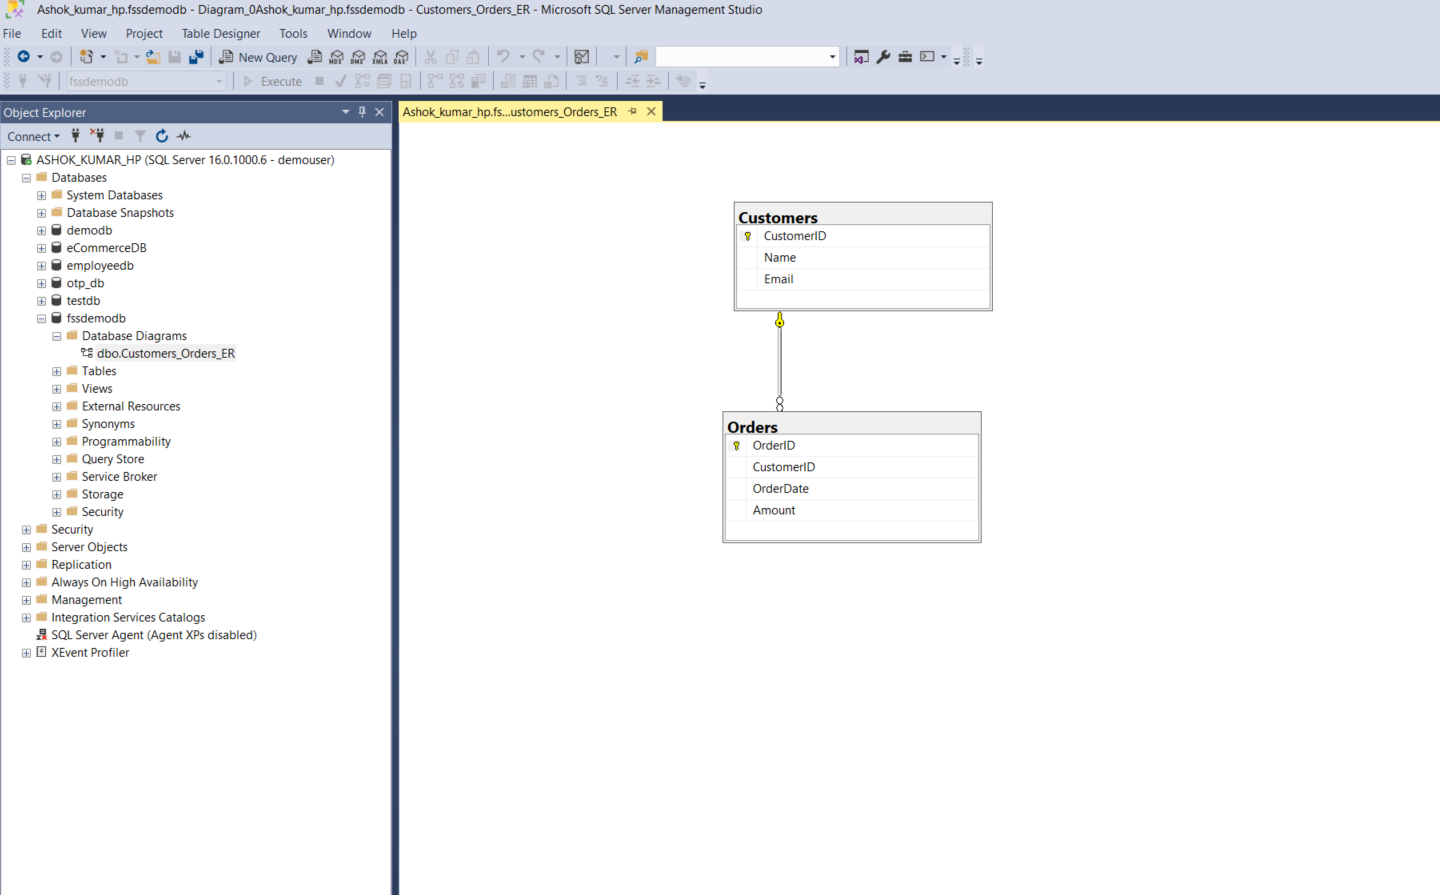 Ashok_kumar_hp.fssdemodb - Diagram_0Ashok_kumar_hp.fssdemodb - Customers_Orders_ER - Microsoft SQL Server Management Studio
File Edit View Project Table Designer Tools Window Help
New Query MDX DMX XMLA DAX
fssdemodb Execute
Object Explorer
Connect
ASHOK_KUMAR_HP (SQL Server 16.0.1000.6 - demouser)
Databases
System Databases
Database Snapshots
demodb
eCommerceDB
employeedb
otp_db
testdb
fssdemodb
Database Diagrams
dbo.Customers_Orders_ER
Tables
Views
External Resources
Synonyms
Programmability
Query Store
Service Broker
Storage
Security
Security
Server Objects
Replication
Always On High Availability
Management
Integration Services Catalogs
SQL Server Agent (Agent XPs disabled)
XEvent Profiler
Ashok_kumar_hp.fs...ustomers_Orders_ER
Customers
CustomerID
Name
Email
Orders
OrderID
CustomerID
OrderDate
Amount